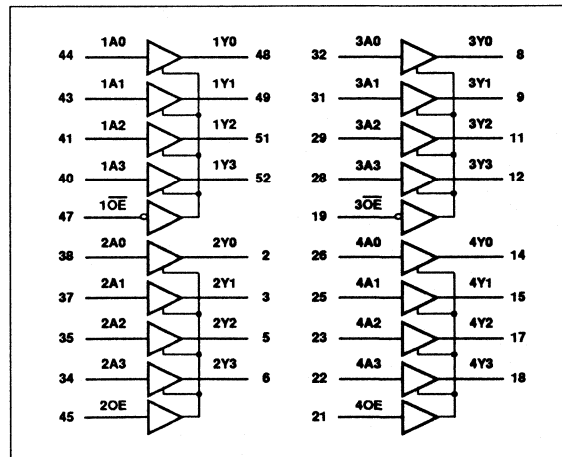 44 1A0 1Y0 48
43 1A1 1Y1 49
41 1A2 1Y2 51
40 1A3 1Y3 52
47 1O̅E̅
38 2A0 2Y0 2
37 2A1 2Y1 3
35 2A2 2Y2 5
34 2A3 2Y3 6
45 2OE
32 3A0 3Y0 8
31 3A1 3Y1 9
29 3A2 3Y2 11
28 3A3 3Y3 12
19 3O̅E̅
26 4A0 4Y0 14
25 4A1 4Y1 15
23 4A2 4Y2 17
22 4A3 4Y3 18
21 4OE